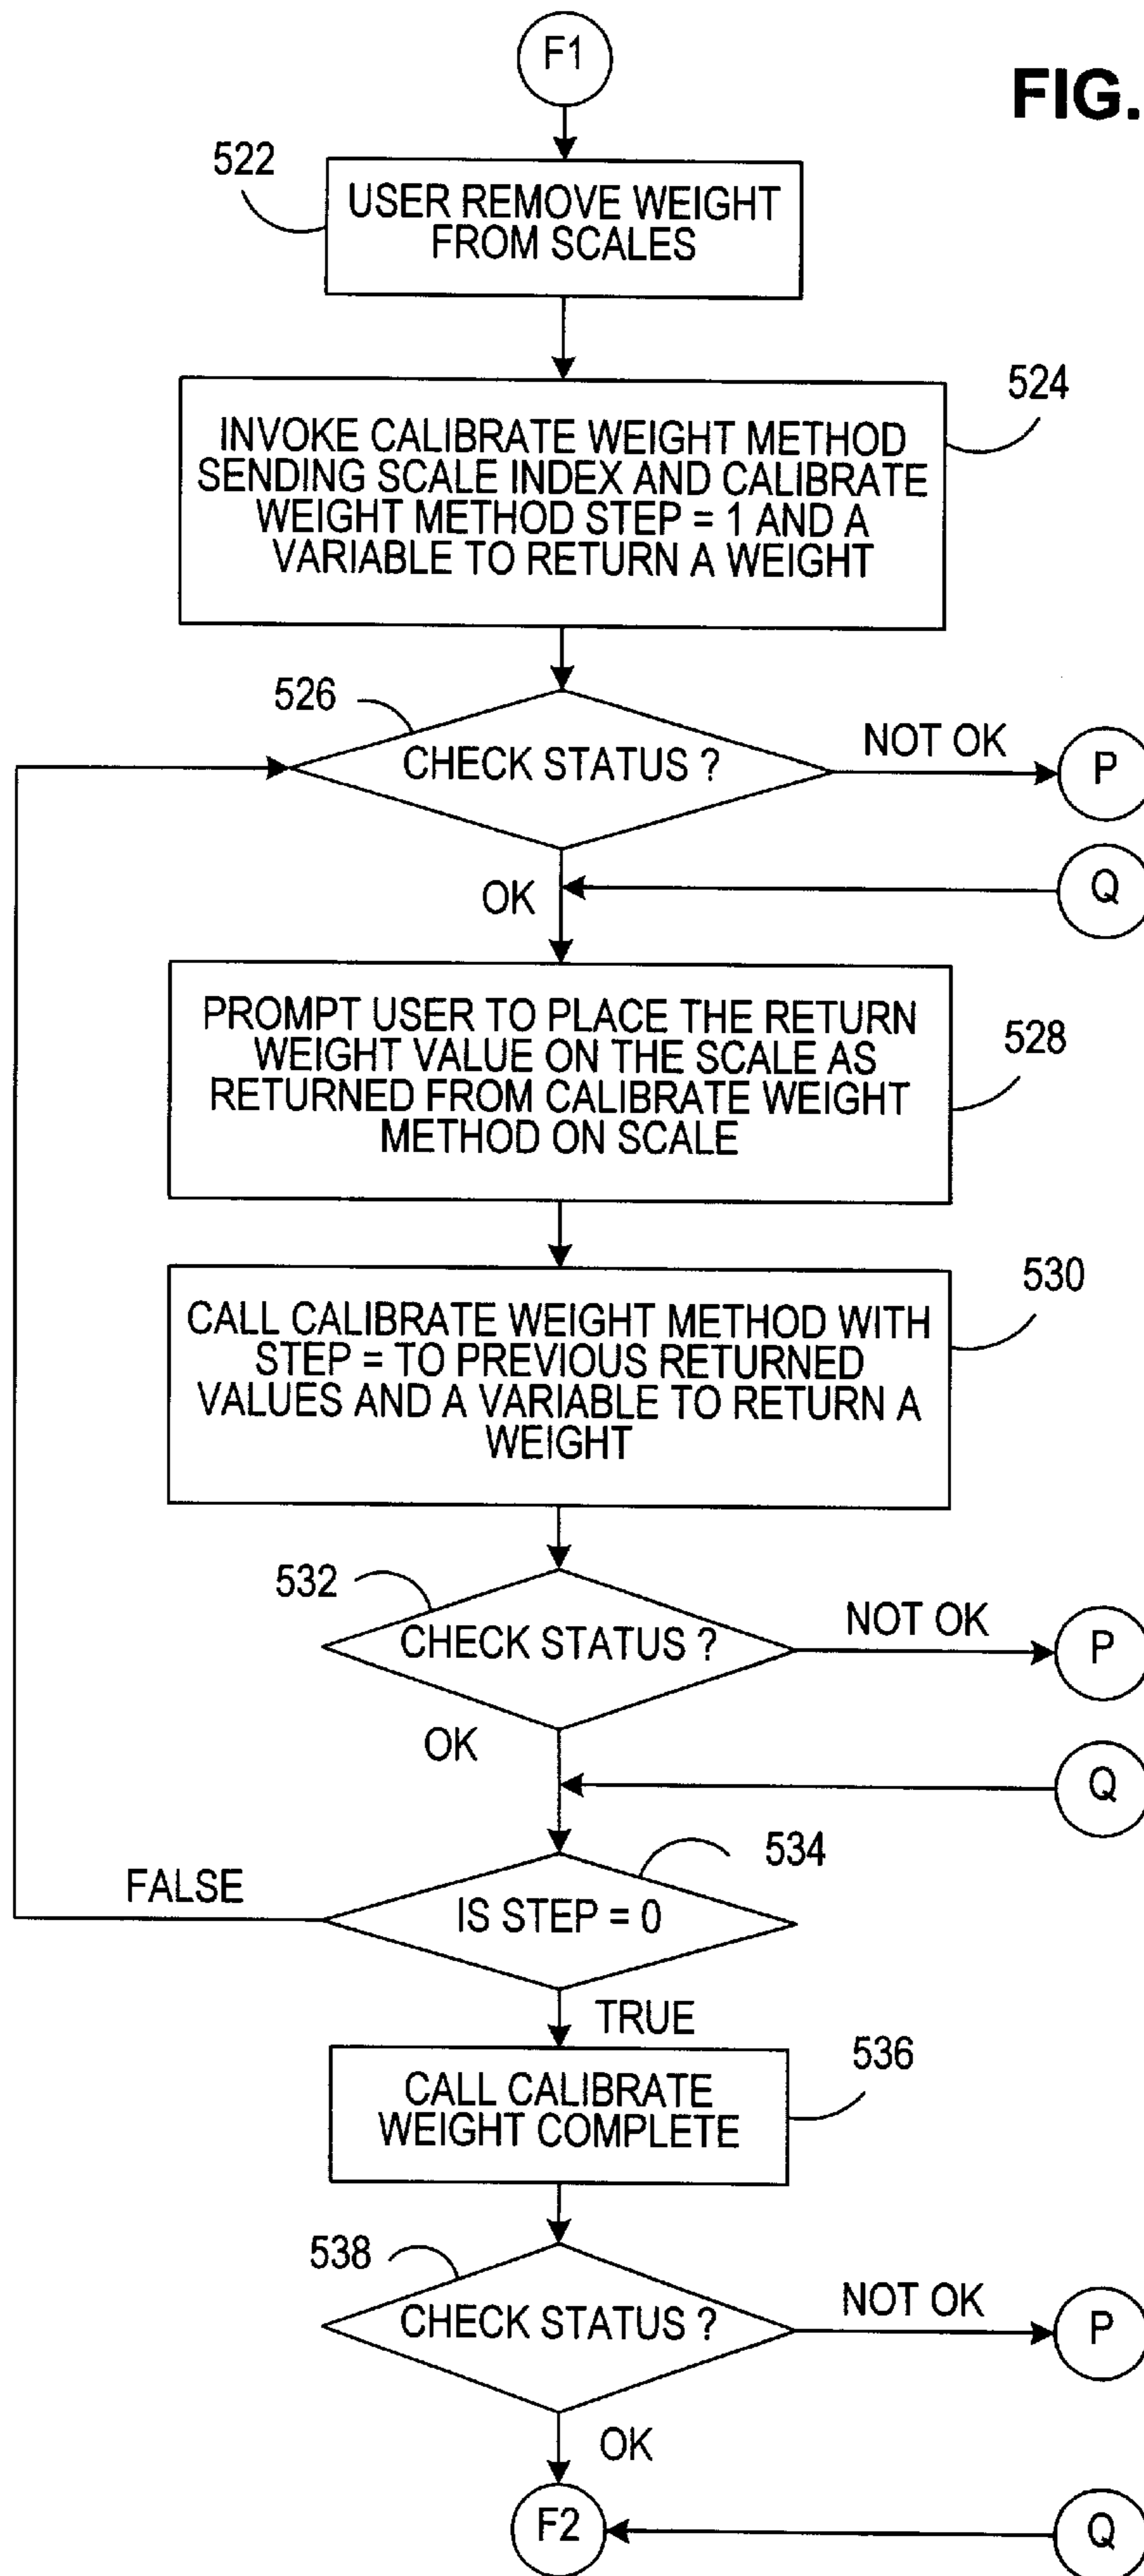 F1
FIG.
522
USER REMOVE WEIGHT
FROM SCALES
524
INVOKE CALIBRATE WEIGHT METHOD
SENDING SCALE INDEX AND CALIBRATE
WEIGHT METHOD STEP = 1 AND A
VARIABLE TO RETURN A WEIGHT
526
CHECK STATUS ?
NOT OK
P
OK
Q
PROMPT USER TO PLACE THE RETURN
WEIGHT VALUE ON THE SCALE AS
RETURNED FROM CALIBRATE WEIGHT
METHOD ON SCALE
528
530
CALL CALIBRATE WEIGHT METHOD WITH
STEP = TO PREVIOUS RETURNED
VALUES AND A VARIABLE TO RETURN A
WEIGHT
532
CHECK STATUS ?
NOT OK
P
OK
Q
534
FALSE
IS STEP = 0
TRUE
536
CALL CALIBRATE
WEIGHT COMPLETE
538
CHECK STATUS ?
NOT OK
P
OK
F2
Q